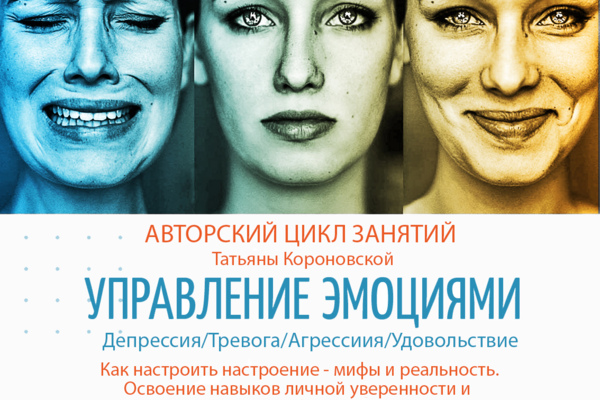 АВТОРСКИЙ ЦИКЛ ЗАНЯТИЙ
Татьяны Короновской
УПРАВЛЕНИЕ ЭМОЦИЯМИ
Депрессия/Тревога/Агрессиия/Удовольствие
Как настроить настроение - мифы и реальность.
Освоение навыков личной уверенности и